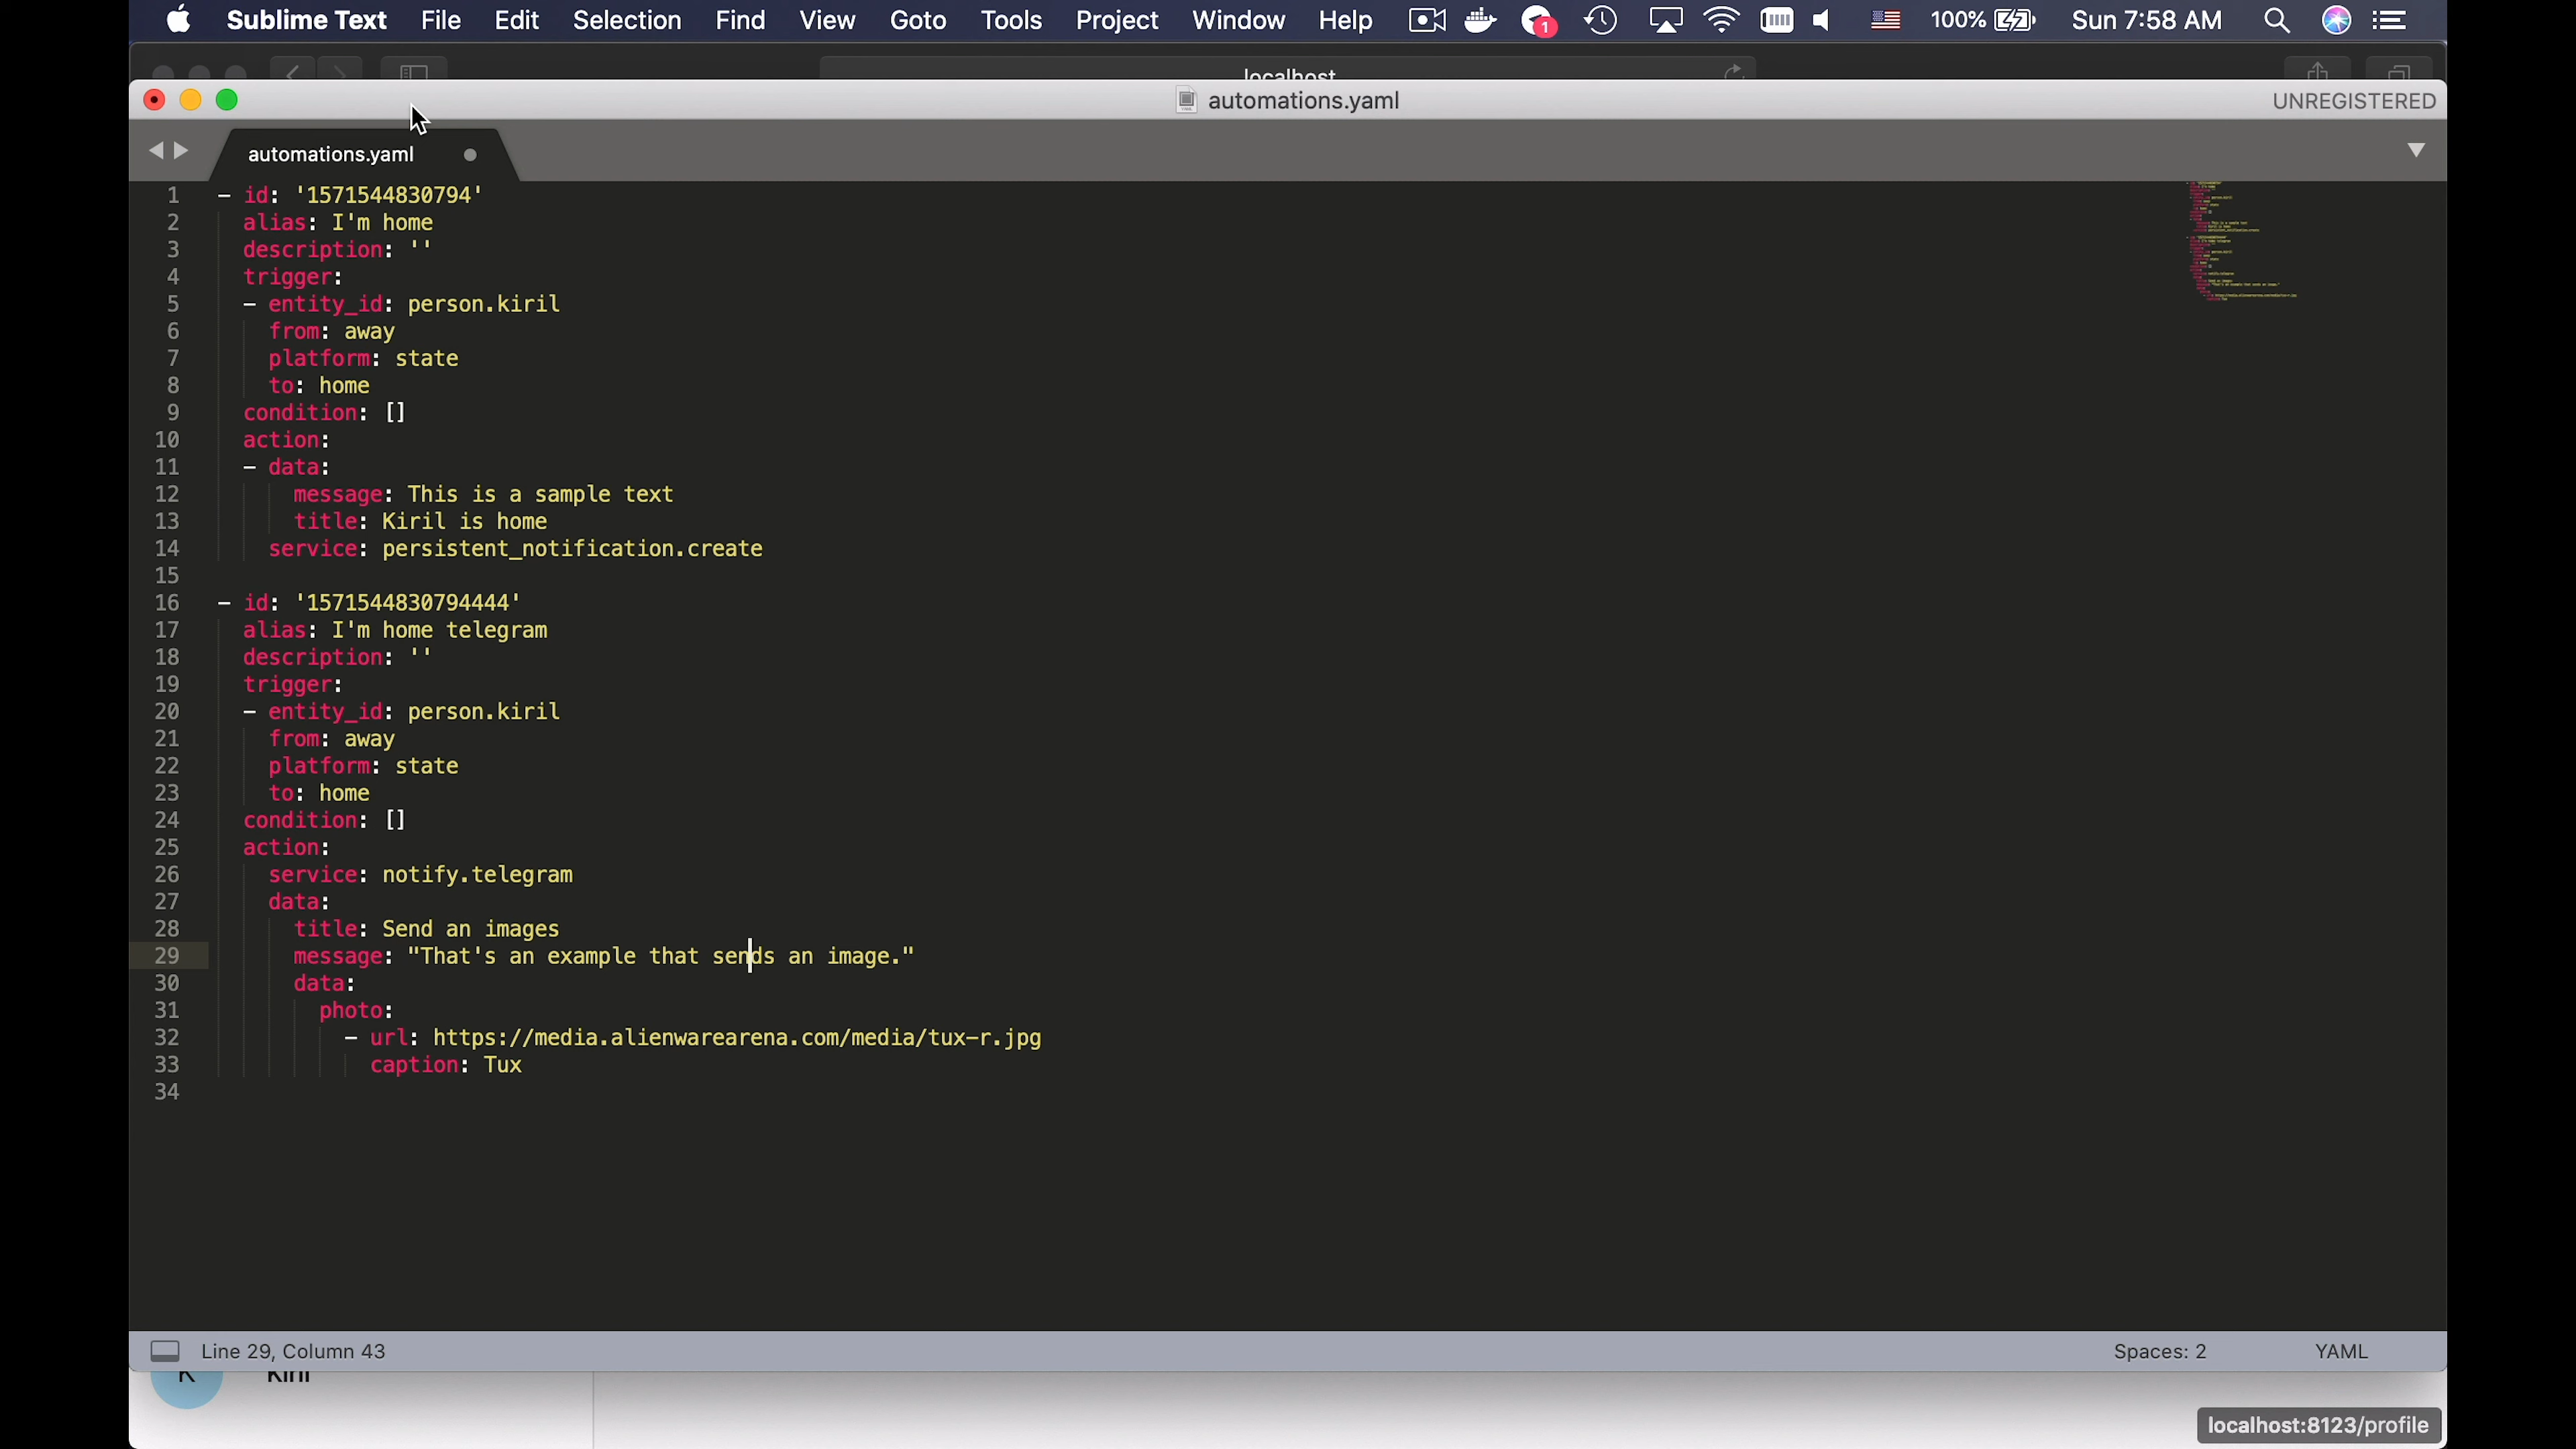 Sublime Text File Edit Selection Find View Goto Tools Project Window Help 1 100% Sun 7:58 AM
localhost
automations.yaml UNREGISTERED
automations.yaml
1 - id: '1571544830794'
2 alias: I'm home
3 description: ''
4 trigger:
5 - entity_id: person.kiril
6 from: away
7 platform: state
8 to: home
9 condition: []
10 action:
11 - data:
12 message: This is a sample text
13 title: Kiril is home
14 service: persistent_notification.create
15
16 - id: '1571544830794444'
17 alias: I'm home telegram
18 description: ''
19 trigger:
20 - entity_id: person.kiril
21 from: away
22 platform: state
23 to: home
24 condition: []
25 action:
26 service: notify.telegram
27 data:
28 title: Send an images
29 message: "That's an example that sends an image."
30 data:
31 photo:
32 - url: https://media.alienwarearena.com/media/tux-r.jpg
33 caption: Tux
34
Line 29, Column 43 Spaces: 2 YAML
K Kiril
localhost:8123/profile